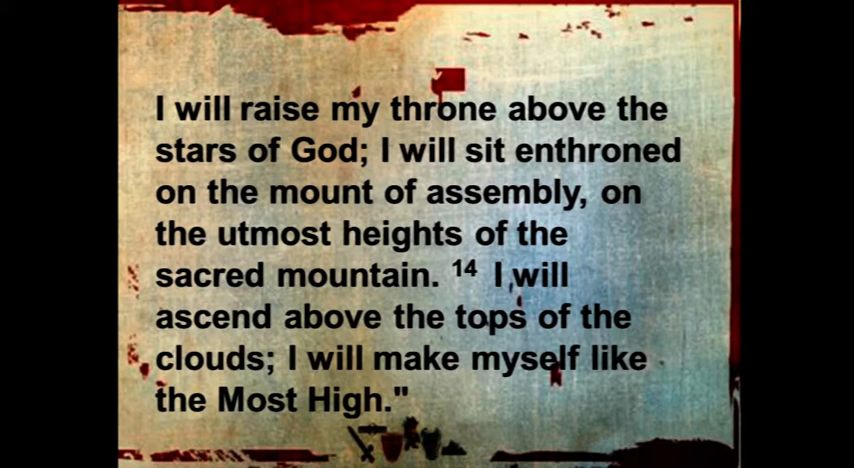 I will raise my throne above the
stars of God; I will sit enthroned
on the mount of assembly, on
the utmost heights of the
sacred mountain. 14 I will
ascend above the tops of the
clouds; I will make myself like
the Most High."